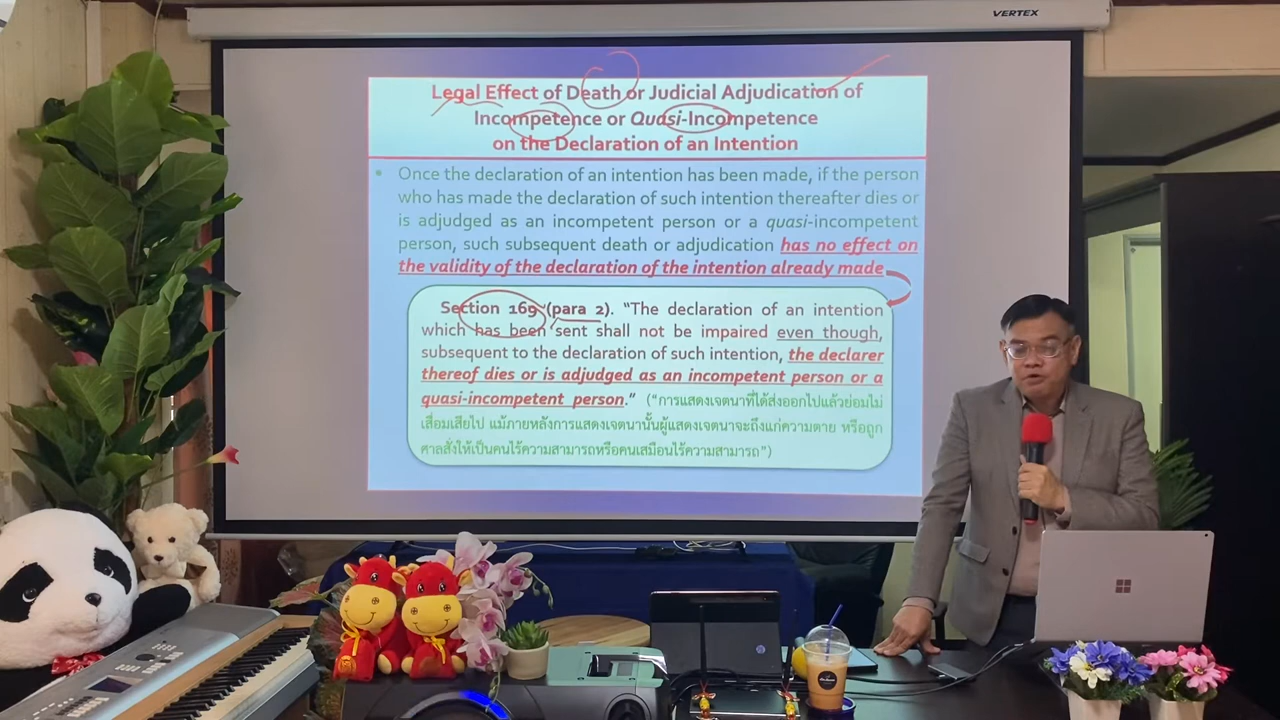 VERTEX
Legal Effect of Death or Judicial Adjudication of
Incompetence or Quasi-Incompetence
on the Declaration of an Intention
• Once the declaration of an intention has been made, if the person
who has made the declaration of such intention thereafter dies or
is adjudged as an incompetent person or a quasi-incompetent
person, such subsequent death or adjudication has no effect on
the validity of the declaration of the intention already made
Section 169 (para 2). “The declaration of an intention
which has been sent shall not be impaired even though,
subsequent to the declaration of such intention, the declarer
thereof dies or is adjudged as an incompetent person or a
quasi-incompetent person.” (“การแสดงเจตนาที่ได้ส่งออกไปแล้วย่อมไม่
เสื่อมเสียไป แม้ภายหลังการแสดงเจตนานั้นผู้แสดงเจตนาจะถึงแก่ความตาย หรือถูก
ศาลสั่งให้เป็นคนไร้ความสามารถหรือคนเสมือนไร้ความสามารถ”)